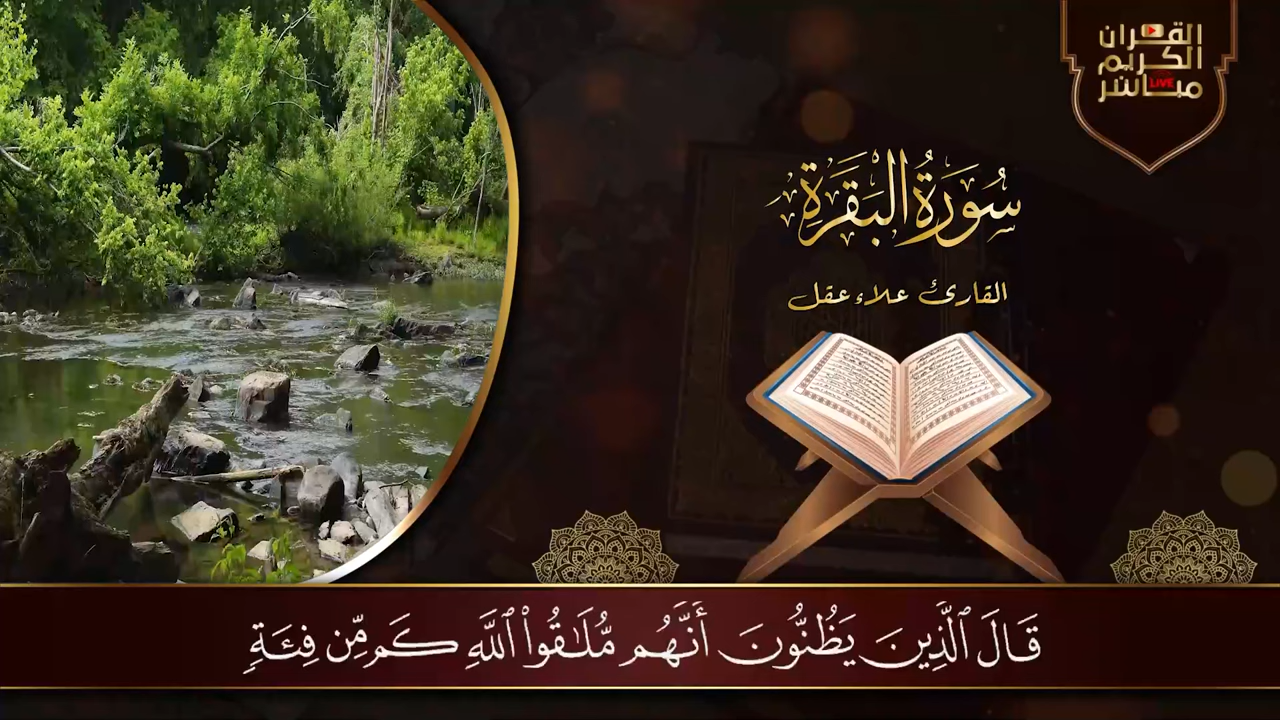 القرآن
الكريم
مباشر
LIVE
سُورَةُ البَقَرَةِ
القارئ علاء عقل
قَالَ ٱلَّذِينَ يَظُنُّونَ أَنَّهُم مُّلَـٰقُوا۟ ٱللَّهِ كَم مِّن فِئَةٍ